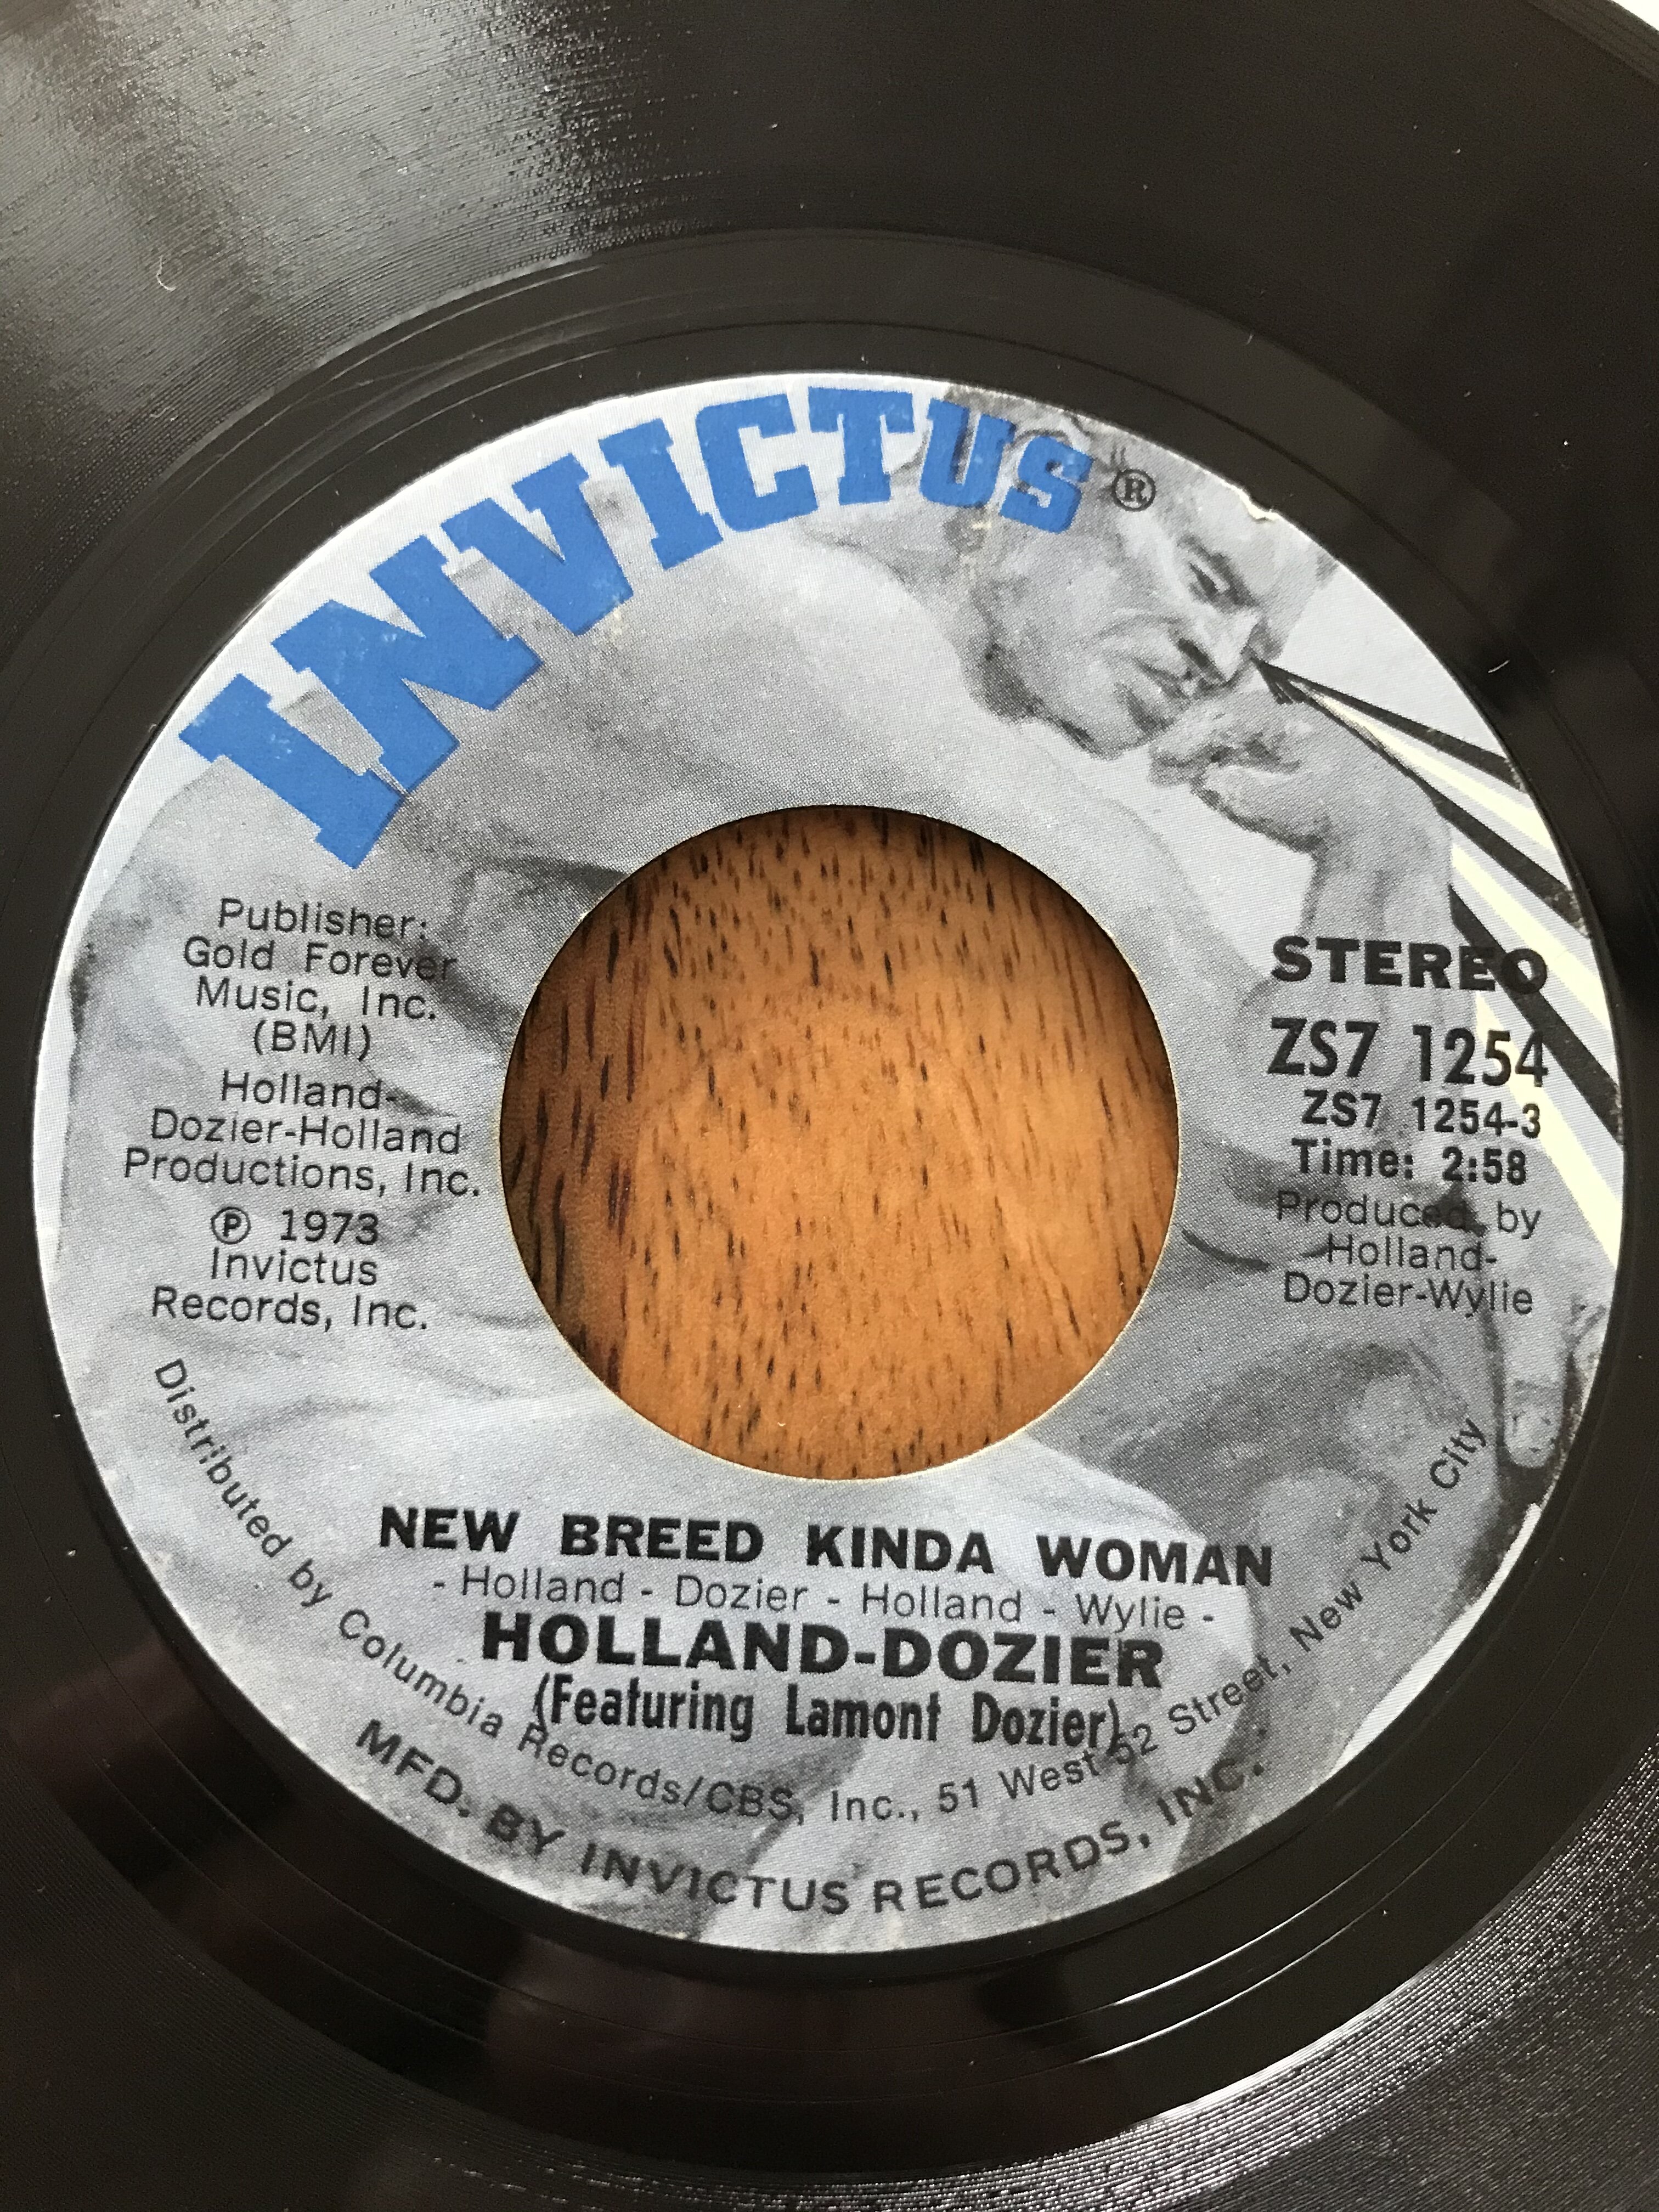 INVICTUS®
Publisher:
Gold Forever
Music, Inc.
(BMI)
Holland-
Dozier-Holland
Productions, Inc.
℗ 1973
Invictus
Records, Inc.
STEREO
ZS7 1254
ZS7 1254-3
Time: 2:58
Produced by
Holland-
Dozier-Wylie
NEW BREED KINDA WOMAN
- Holland - Dozier - Holland - Wylie -
HOLLAND-DOZIER
(Featuring Lamont Dozier)
Distributed by Columbia Records/CBS, Inc., 51 West 52 Street, New York City
MFD. BY INVICTUS RECORDS, INC.